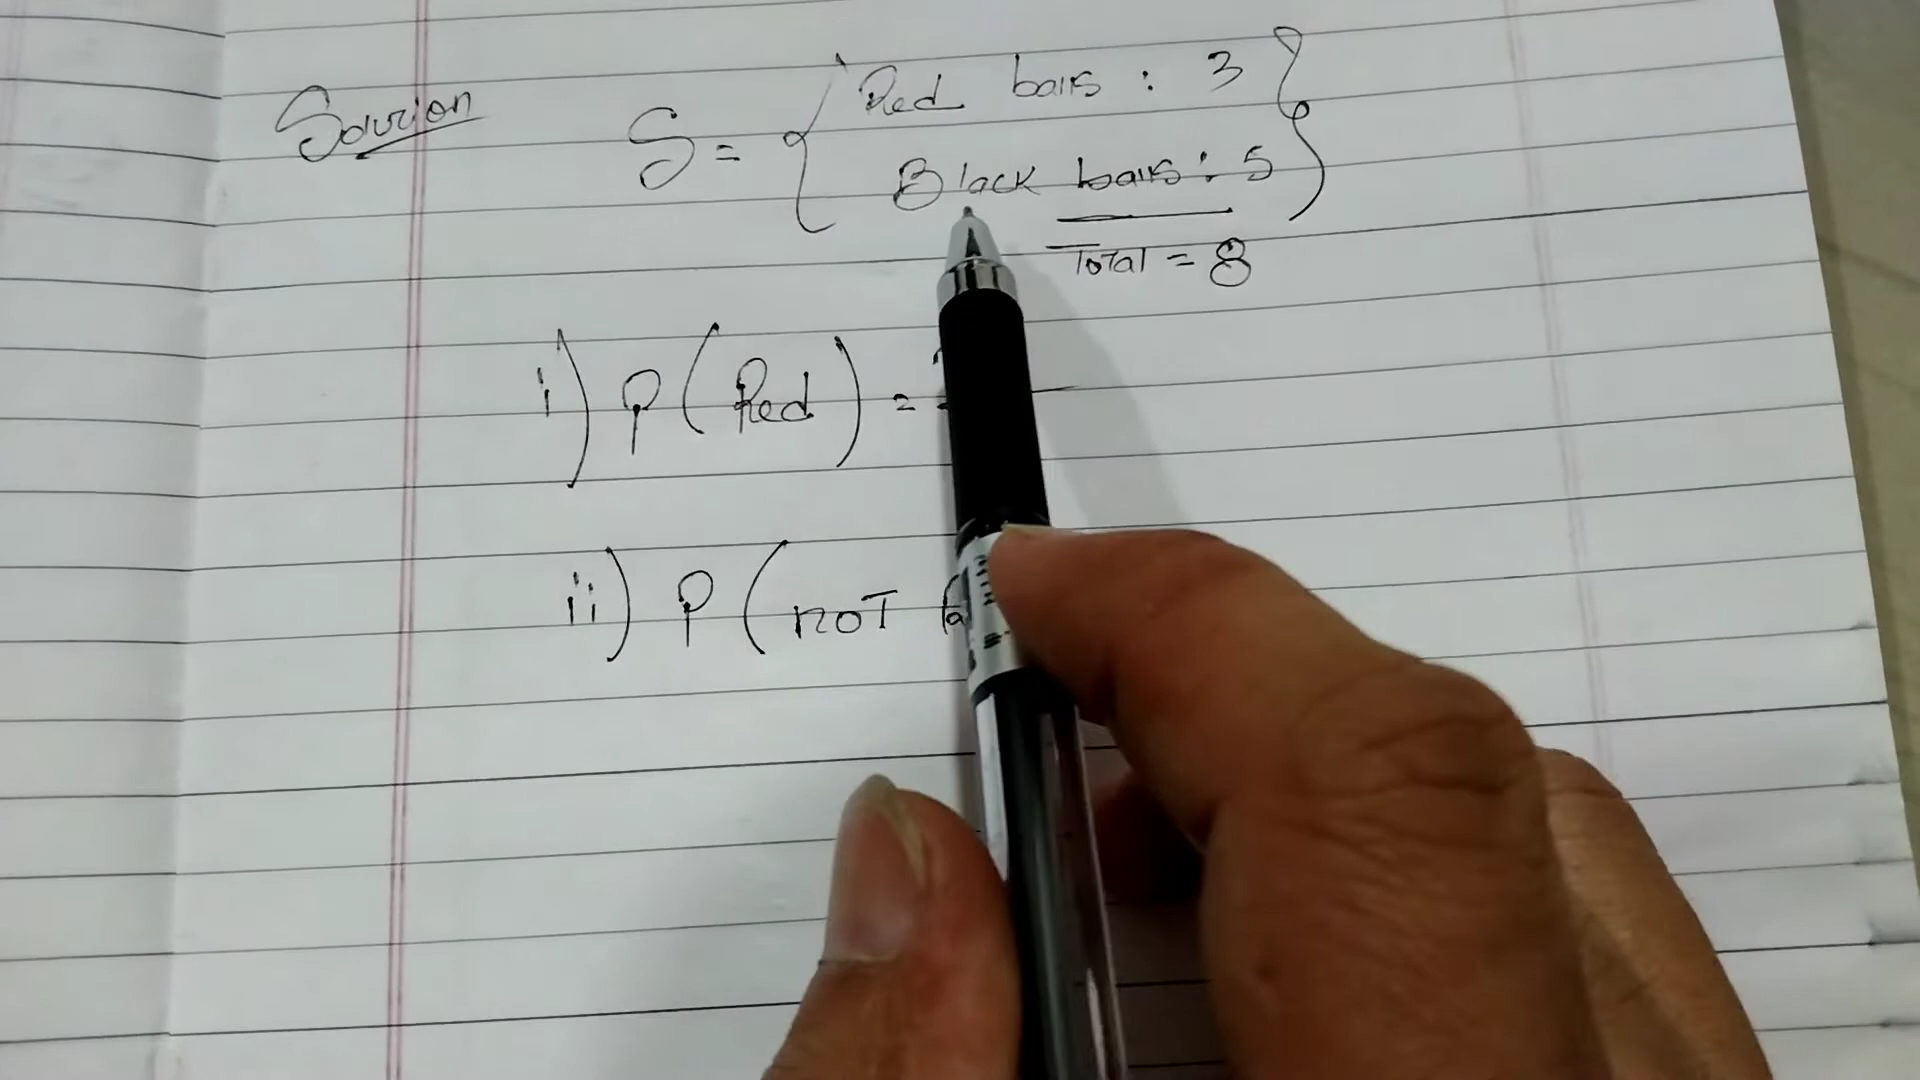 Solution
S = { Red balls : 3
Black balls : 5 }
Total = 8
i) P(Red) =
ii) P(not